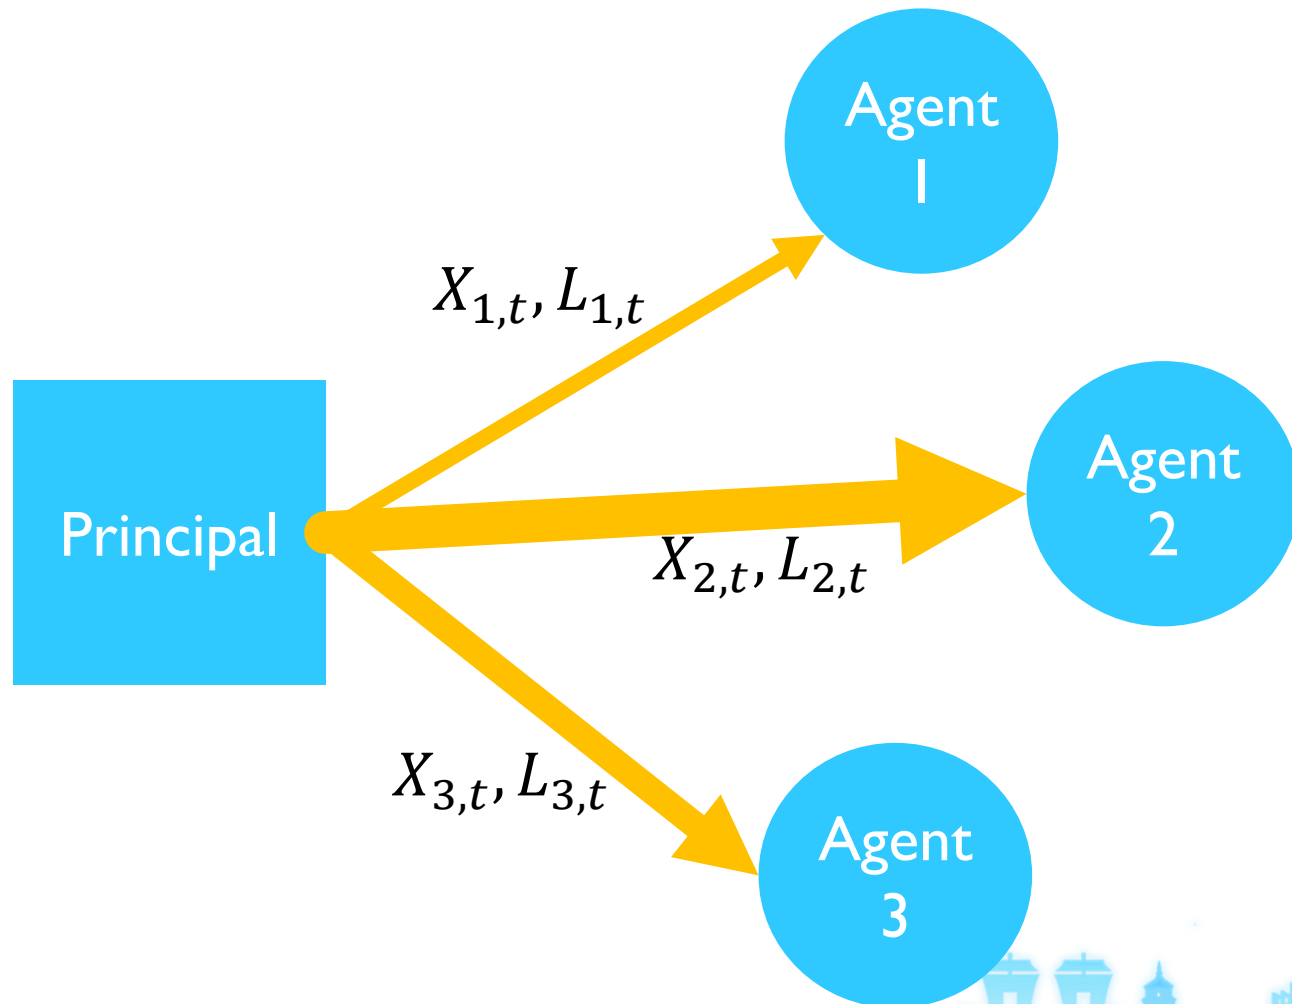 Agent
1
X_{1,t}, L_{1,t}
Principal
Agent
2
X_{2,t}, L_{2,t}
X_{3,t}, L_{3,t}
Agent
3